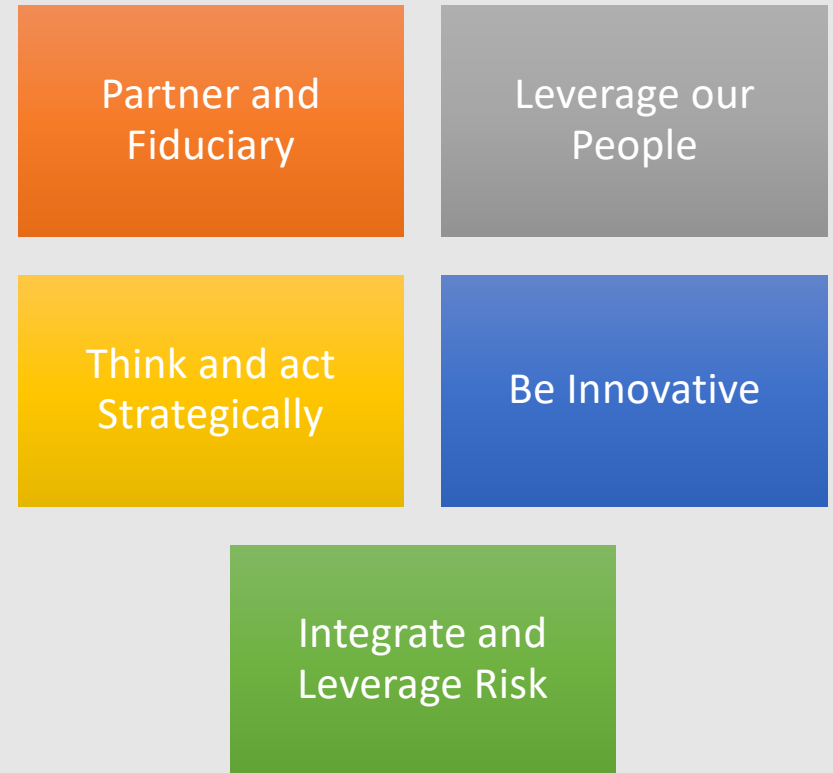 Partner and
Fiduciary
Leverage our
People
Think and act
Strategically
Be Innovative
Integrate and
Leverage Risk